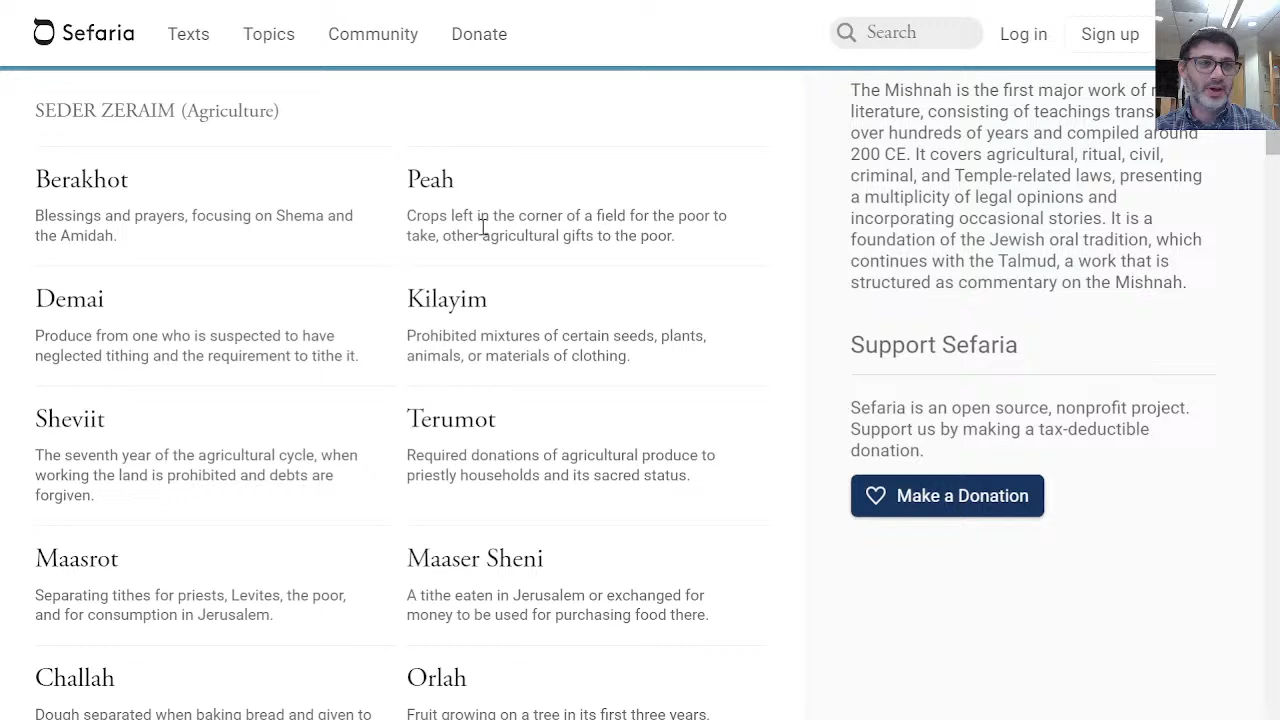 Sefaria
Texts
Topics
Community
Donate
Search
Log in
Sign up
SEDER ZERAIM (Agriculture)
Berakhot
Blessings and prayers, focusing on Shema and
the Amidah.
Peah
Crops left in the corner of a field for the poor to
take, other agricultural gifts to the poor.
Demai
Produce from one who is suspected to have
neglected tithing and the requirement to tithe it.
Kilayim
Prohibited mixtures of certain seeds, plants,
animals, or materials of clothing.
Sheviit
The seventh year of the agricultural cycle, when
working the land is prohibited and debts are
forgiven.
Terumot
Required donations of agricultural produce to
priestly households and its sacred status.
Maasrot
Separating tithes for priests, Levites, the poor,
and for consumption in Jerusalem.
Maaser Sheni
A tithe eaten in Jerusalem or exchanged for
money to be used for purchasing food there.
Challah
Dough separated when baking bread and given to
Orlah
Fruit growing on a tree in its first three years.
The Mishnah is the first major work of
literature, consisting of teachings
over hundreds of years and compiled around
200 CE. It covers agricultural, ritual, civil,
criminal, and Temple-related laws, presenting
a multiplicity of legal opinions and
incorporating occasional stories. It is a
foundation of the Jewish oral tradition, which
continues with the Talmud, a work that is
structured as commentary on the Mishnah.
Support Sefaria
Sefaria is an open source, nonprofit project.
Support us by making a tax-deductible
donation.
Make a Donation